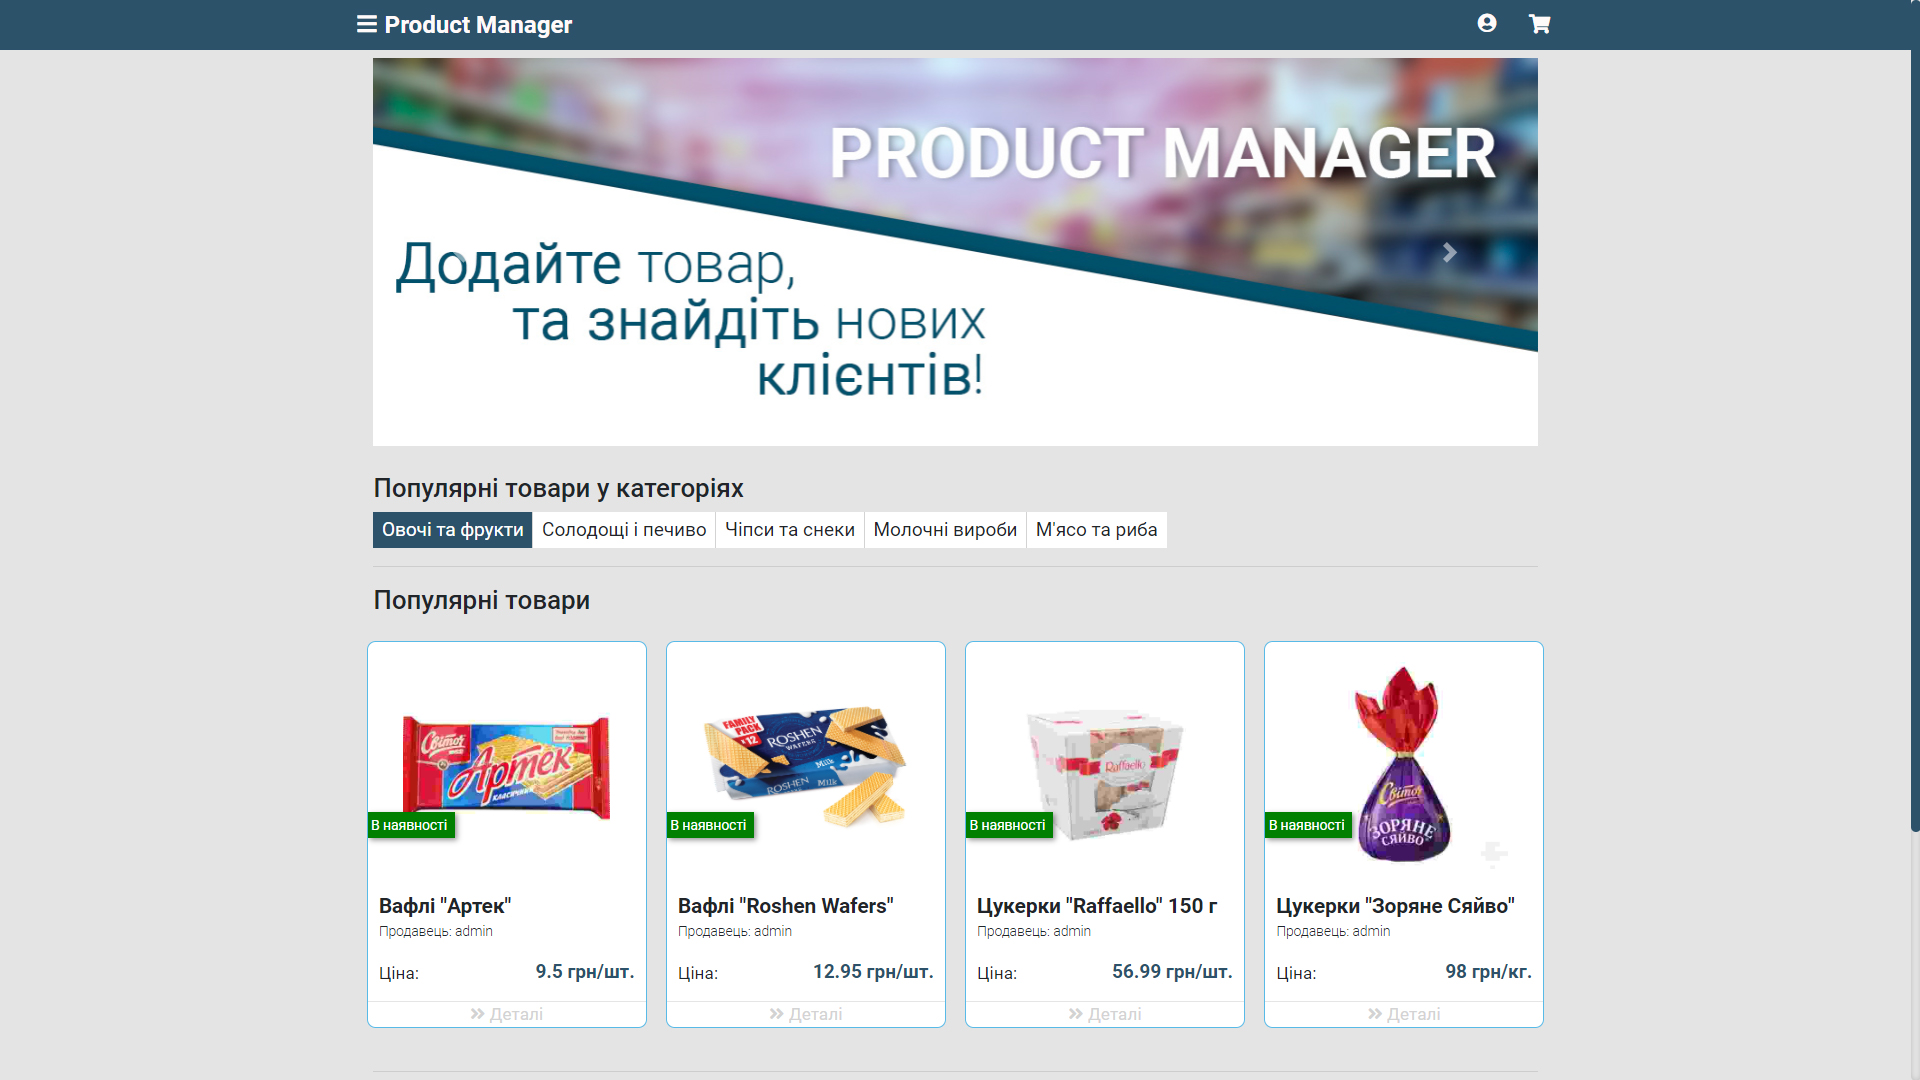 Product Manager
PRODUCT MANAGER
Додайте товар,
та знайдіть нових
клієнтів!
Популярні товари у категоріях
Овочі та фрукти
Солодощі і печиво
Чіпси та снеки
Молочні вироби
М'ясо та риба
Популярні товари
Світоч
Артек
КЛАСИЧНИЙ
В наявності
Вафлі "Артек"
Продавець: admin
Ціна: 9.5 грн/шт.
Деталі
FAMILY
PACK
x12
ROSHEN
WAFERS
Milk
ROSHEN
Milk
В наявності
Вафлі "Roshen Wafers"
Продавець: admin
Ціна: 12.95 грн/шт.
Деталі
Raffaello
В наявності
Цукерки "Raffaello" 150 г
Продавець: admin
Ціна: 56.99 грн/шт.
Деталі
Світоч
ЗОРЯНЕ
СЯЙВО
В наявності
Цукерки "Зоряне Сяйво"
Продавець: admin
Ціна: 98 грн/кг.
Деталі